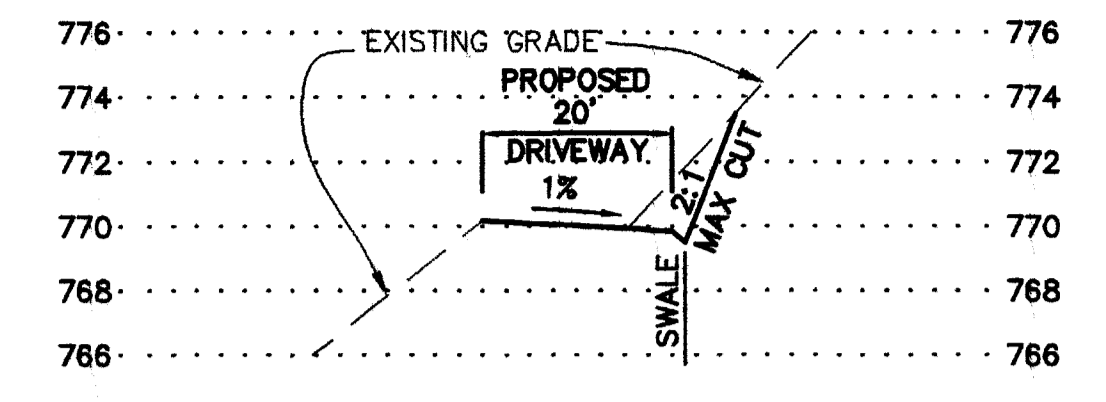 776 EXISTING GRADE 776
PROPOSED
774 20' 774
772 DRIVEWAY 772
1%
2:1
MAX CUT
770 770
SWALE
768 768
766 766